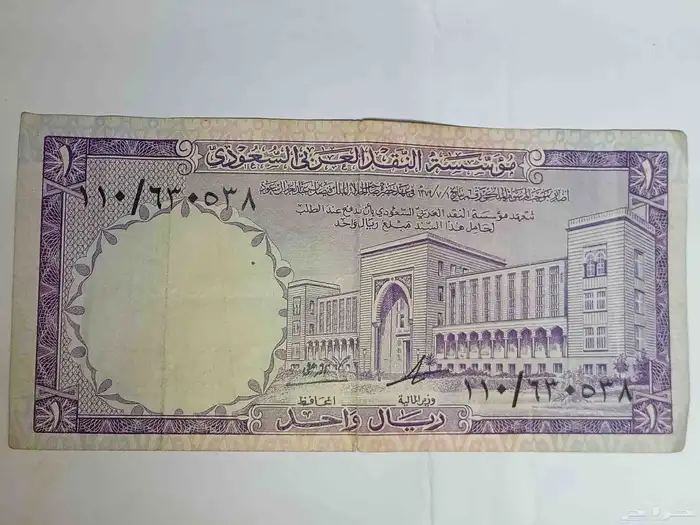 مؤسسة النقد العربي السعودي
١١٠/٦٣٠٥٣٨
تتعهد مؤسسة النقد العربي السعودي بأن تدفع عند الطلب
لحامل هذا السند مبلغ ريال واحد
١١٠/٦٣٠٥٣٨
وزير المالية
المحافظ
ريال واحد
١
١
١
١
حراج